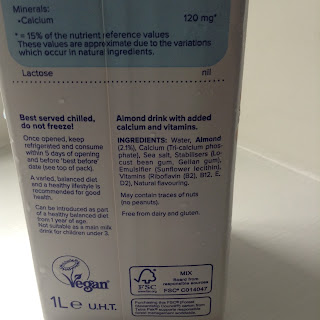 Minerals:
•Calcium 120 mg*
* = 15% of the nutrient reference values
These values are approximate due to the variations
which occur in natural ingredients.
Lactose nil
Best served chilled,
do not freeze!
Once opened, keep
refrigerated and consume
within 5 days of opening
and before 'best before'
date (see top of pack).
A varied, balanced diet
and a healthy lifestyle is
recommended for good
health.
Can be introduced as part
of a healthy balanced diet
from 1 year of age.
Not suitable as a main milk
drink for children under 3.
Vegan
1L e U.H.T.
Almond drink with added
calcium and vitamins.
INGREDIENTS: Water, Almond
(2.1%), Calcium (Tri-calcium phos-
phate), Sea salt, Stabilisers (Lo-
cust bean gum, Gellan gum),
Emulsifier (Sunflower lecithin),
Vitamins (Riboflavin (B2), B12, E,
D2), Natural flavouring.
May contain traces of nuts
(no peanuts).
Free from dairy and gluten.
FSC
MIX
Board from
responsible sources
FSC® C014047